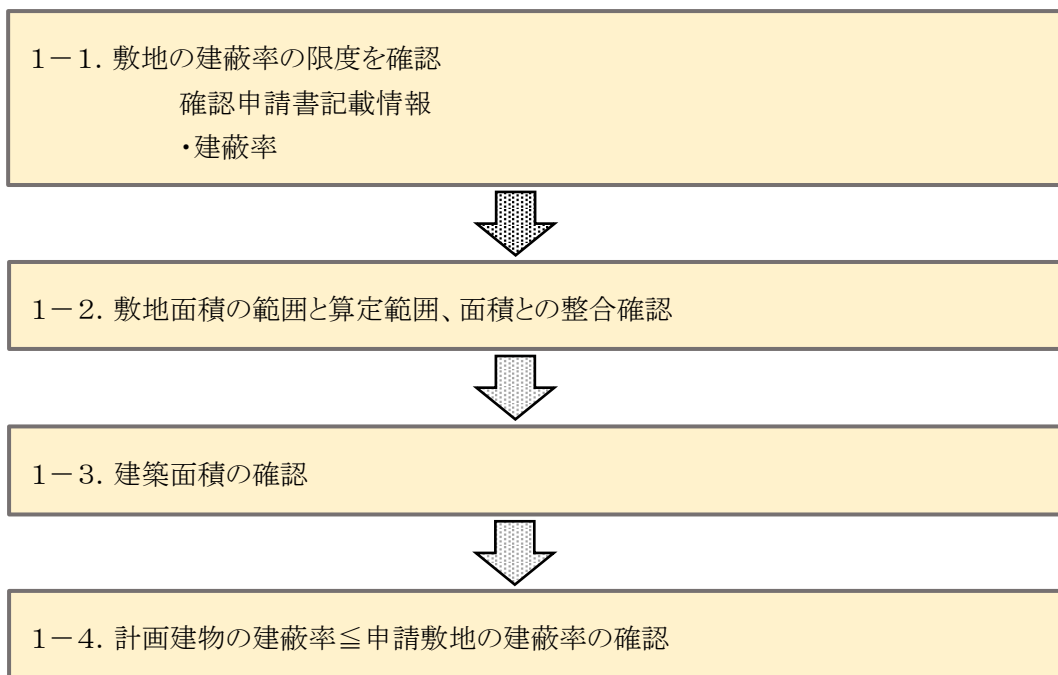 1－1．敷地の建蔽率の限度を確認
確認申請書記載情報
・建蔽率
1－2．敷地面積の範囲と算定範囲、面積との整合確認
1－3．建築面積の確認
1－4．計画建物の建蔽率≦申請敷地の建蔽率の確認